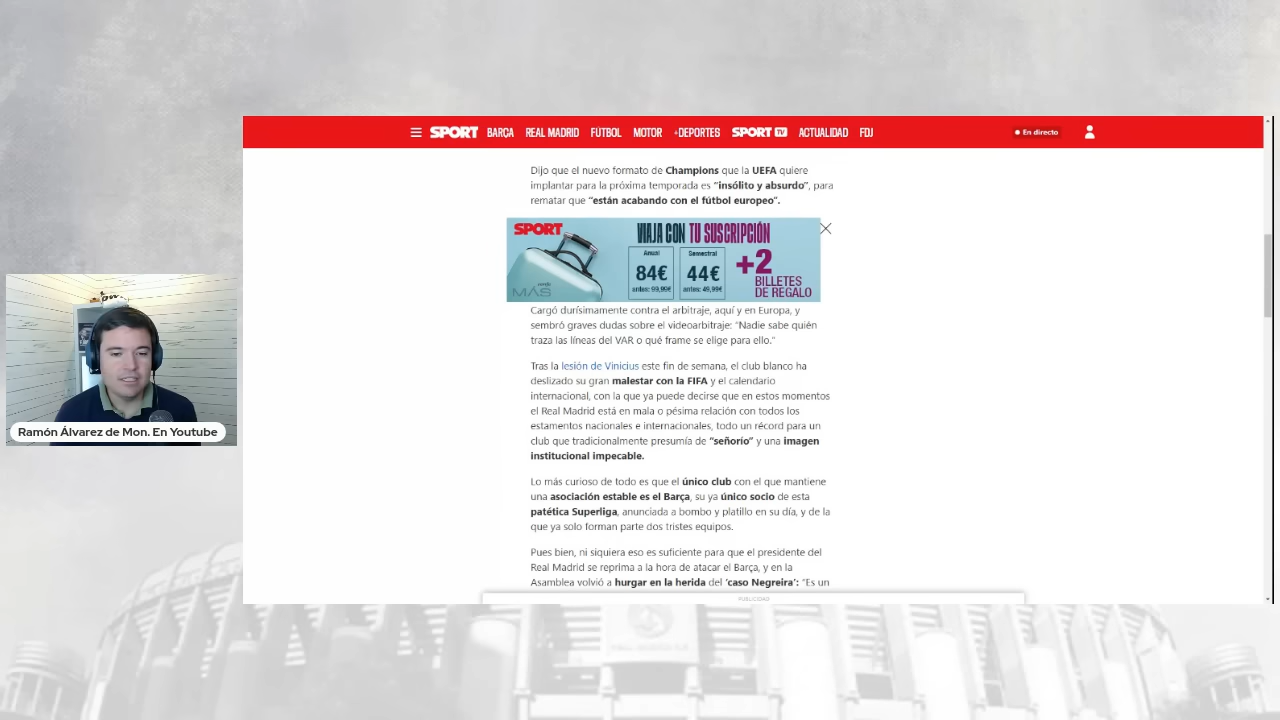 SPORT BARÇA REAL MADRID FÚTBOL MOTOR +DEPORTES SPORT TV ACTUALIDAD FDJ En directo
Dijo que el nuevo formato de Champions que la UEFA quiere
implantar para la próxima temporada es “insólito y absurdo”, para
rematar que “están acabando con el fútbol europeo”.
SPORT
VIAJA CON TU SUSCRIPCIÓN
Anual
84€
antes: 99,99€
Semestral
44€
antes: 49,99€
+2
BILLETES
DE REGALO
MÁS
Cargó durísimamente contra el arbitraje, aquí y en Europa, y
sembró graves dudas sobre el videoarbitraje: “Nadie sabe quién
traza las líneas del VAR o qué frame se elige para ello.”
Tras la lesión de Vinicius este fin de semana, el club blanco ha
deslizado su gran malestar con la FIFA y el calendario
internacional, con la que ya puede decirse que en estos momentos
el Real Madrid está en mala o pésima relación con todos los
estamentos nacionales e internacionales, todo un récord para un
club que tradicionalmente presumía de “señorío” y una imagen
institucional impecable.
Lo más curioso de todo es que el único club con el que mantiene
una asociación estable es el Barça, su ya único socio de esta
patética Superliga, anunciada a bombo y platillo en su día, y de la
que ya solo forman parte dos tristes equipos.
Pues bien, ni siquiera eso es suficiente para que el presidente del
Real Madrid se reprima a la hora de atacar el Barça, y en la
Asamblea volvió a hurgar en la herida del ‘caso Negreira’: “Es un
PUBLICIDAD
Ramón Álvarez de Mon. En Youtube